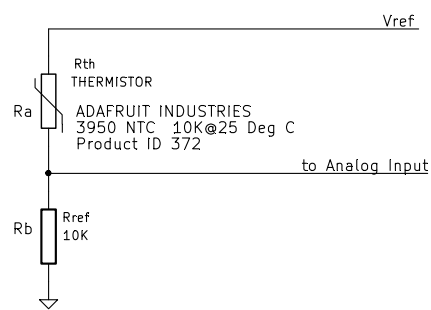 Vref
Rth
THERMISTOR
Ra
ADAFRUIT INDUSTRIES
3950 NTC 10K@25 Deg C
Product ID 372
to Analog Input
Rb
Rref
10K